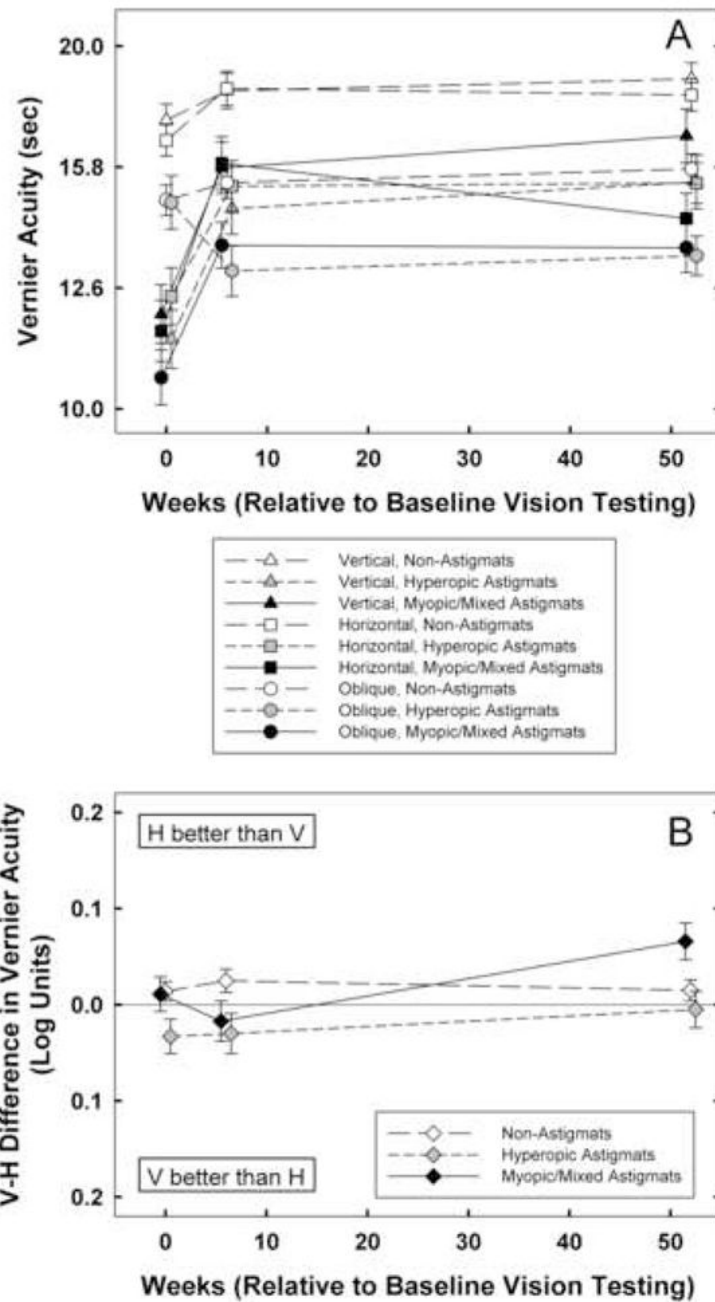 A
20.0
15.8
12.6
10.0
Vernier Acuity (sec)
0 10 20 30 40 50
Weeks (Relative to Baseline Vision Testing)
Vertical, Non-Astigmats
Vertical, Hyperopic Astigmats
Vertical, Myopic/Mixed Astigmats
Horizontal, Non-Astigmats
Horizontal, Hyperopic Astigmats
Horizontal, Myopic/Mixed Astigmats
Oblique, Non-Astigmats
Oblique, Hyperopic Astigmats
Oblique, Myopic/Mixed Astigmats
B
H better than V
0.2
0.1
0.0
0.1
0.2
V-H Difference in Vernier Acuity
(Log Units)
V better than H
Non-Astigmats
Hyperopic Astigmats
Myopic/Mixed Astigmats
0 10 20 30 40 50
Weeks (Relative to Baseline Vision Testing)